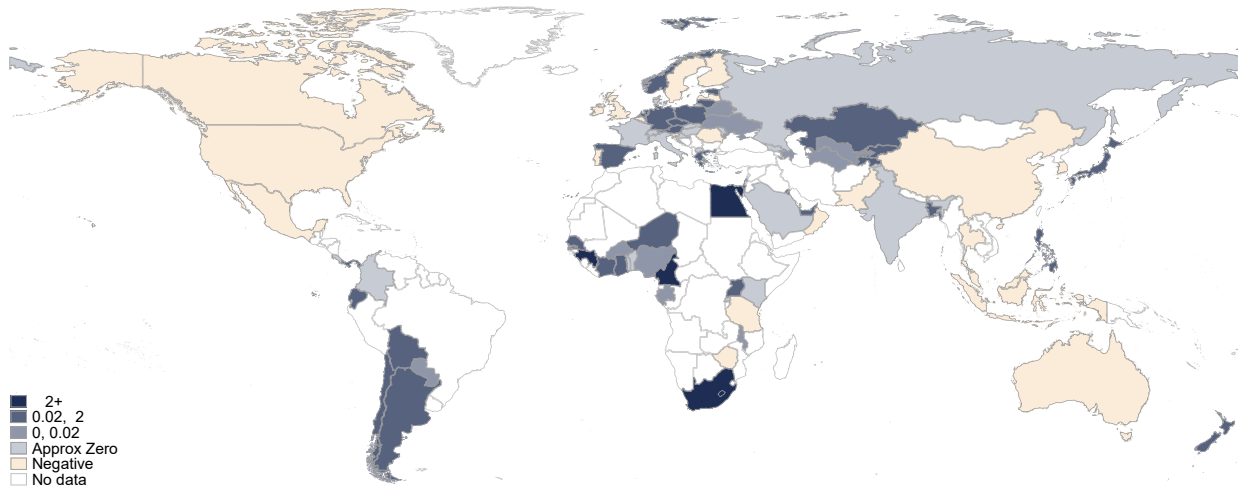 2+
0.02, 2
0, 0.02
Approx Zero
Negative
No data